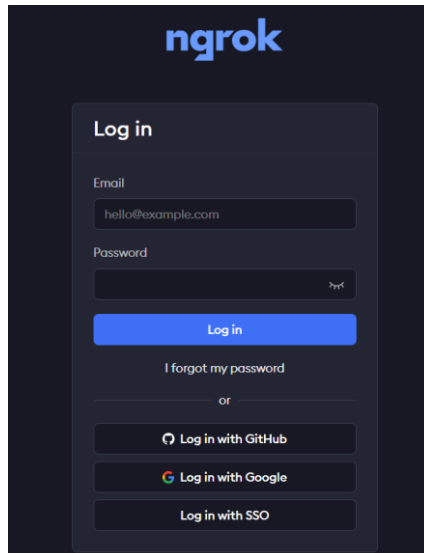 ngrok
Log in
Email
hello@example.com
Password
Log in
I forgot my password
or
Log in with GitHub
Log in with Google
Log in with SSO